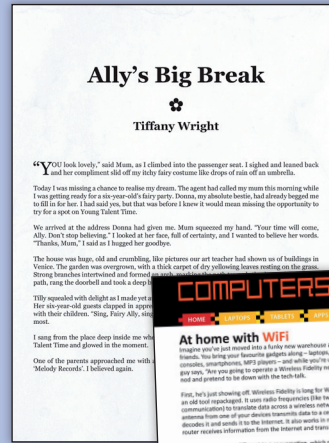 Ally's Big Break
Tiffany Wright
"YOU look lovely," said Mum, as I climbed into the passenger seat. I sighed and leaned back
and her compliment slid off my itchy fairy costume like drops of rain off an umbrella.
Today I was missing a chance to realise my dream. The agent had called my mum this morning while
I was getting ready for a six-year-old's fairy party. Donna, my absolute bestie, had already begged me
to fill in for her. I had said yes, but that was before I knew it would mean missing the opportunity to
try for a spot on Young Talent Time.
We arrived at the address Donna had given me. Mum squeezed my hand. "Your time will come,
Ally. Don't stop believing." I looked at her face, full of certainty, and I wanted to believe her words.
"Thanks, Mum," I said as I hugged her goodbye.
The house was huge, old and crumbling, like pictures our art teacher had shown us of buildings in
Venice. The garden was overgrown, with a thick carpet of dry yellowing leaves resting on the grass.
Strong branches intertwined and formed an arch, marking the
path, rang the doorbell and took a deep
Tilly squealed with delight as I made yet
Her six-year-old guests clapped in
with their children. "Sing, Fairy Ally, sing
most.
I sang from the place deep inside me
Talent Time and glowed in the moment.
One of the parents approached me with
'Melody Records'. I believed again.
COMPUTERS
HOME LAPTOPS TABLETS APPS
At home with WiFi
Imagine you've just moved into a funky new warehouse
friends. You bring your favourite gadgets along – laptops,
consoles, smartphones, MP3 players – and while you're
guy says, "Are you going to operate a Wireless Fidelity
nod and pretend to be down with the tech-talk.
First, he's just showing off. Wireless Fidelity is long for
an old tool repackaged. It uses radio frequencies (like
communication) to translate data across a wireless
antenna from one of your devices transmits data to a
decodes it and sends it to the Internet. It also works in
router receives information from the Internet and